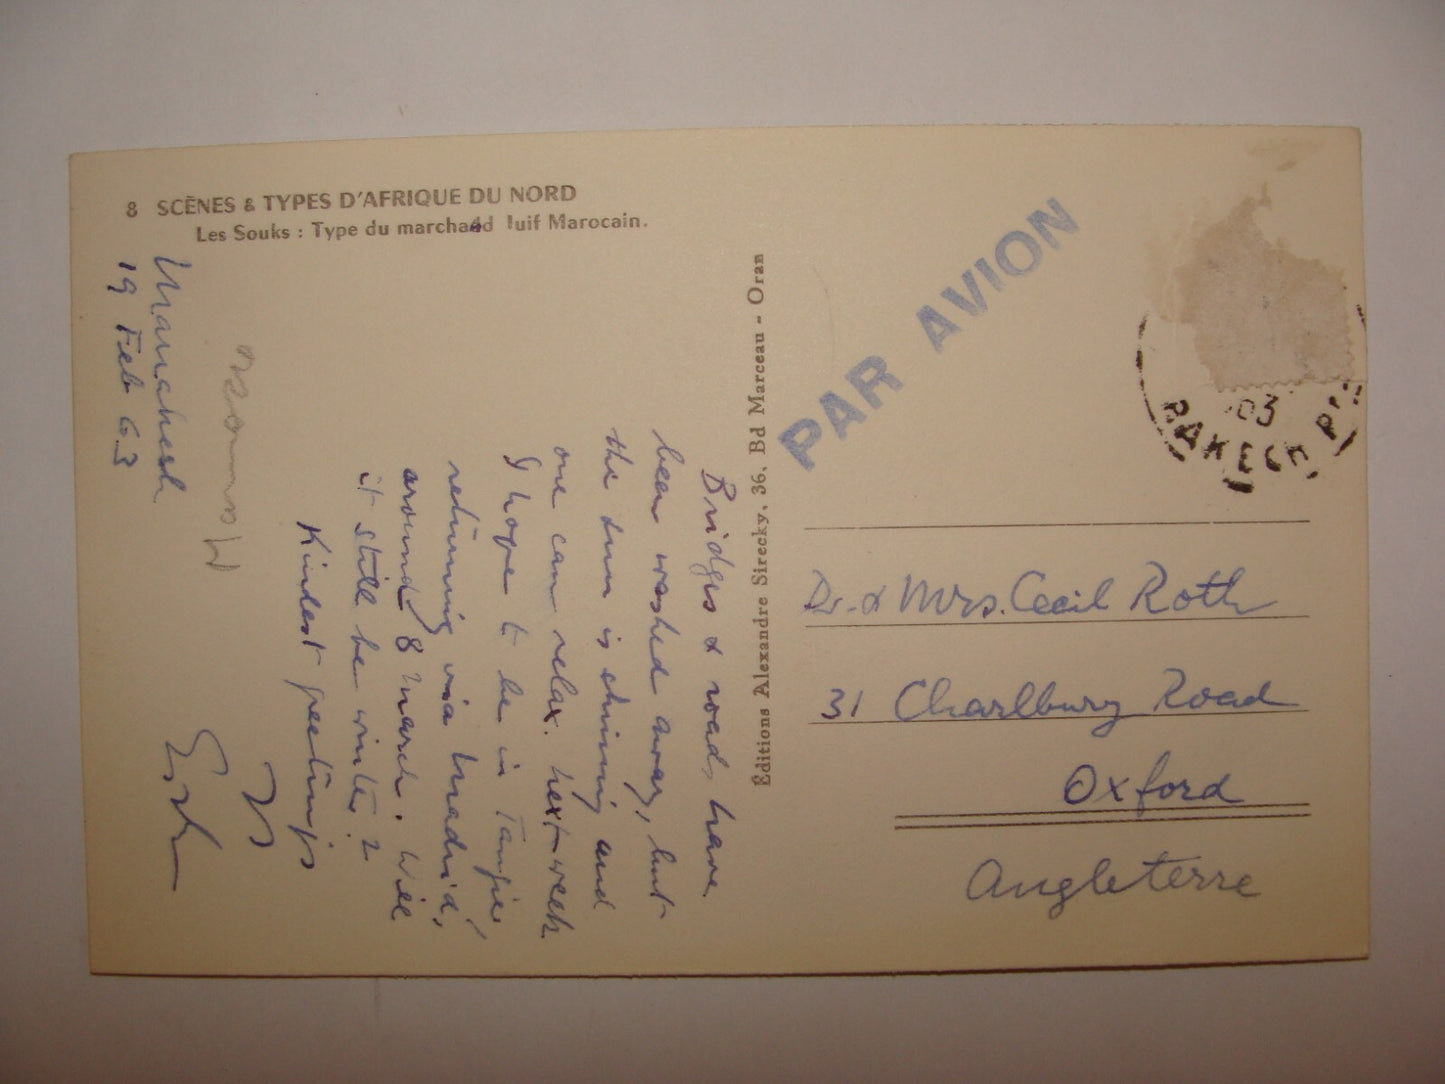 8 SCÈNES & TYPES D'AFRIQUE DU NORD
Les Souks : Type du marchand Juif Marocain.
Marrakesh
19 Feb 63
Bridges & roads have
been washed away, but
the sun is shining and
one can relax. Next week
I hope to be in Tangier
returning via Madrid,
around 8 March. Will
it still be winter?
Kindest greetings
Editions Alexandre Sirecky, 36, Bd Marceau - Oran
PAR AVION
RAKECH P
Dr. & Mrs. Cecil Roth
31 Charlbury Road
Oxford
Angleterre